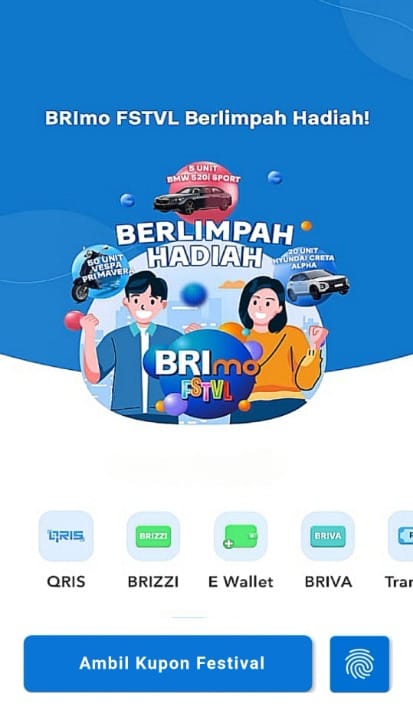 BRImo FSTVL Berlimpah Hadiah!
5 UNIT
BMW 520i SPORT
BERLIMPAH
HADIAH
50 UNIT
VESPA
PRIMAVERA
20 UNIT
HYUNDAI CRETA
ALPHA
BRImo
FSTVL
QRIS
BRIZZI
BRIVA
QRIS
BRIZZI
E Wallet
BRIVA
Tran
Ambil Kupon Festival